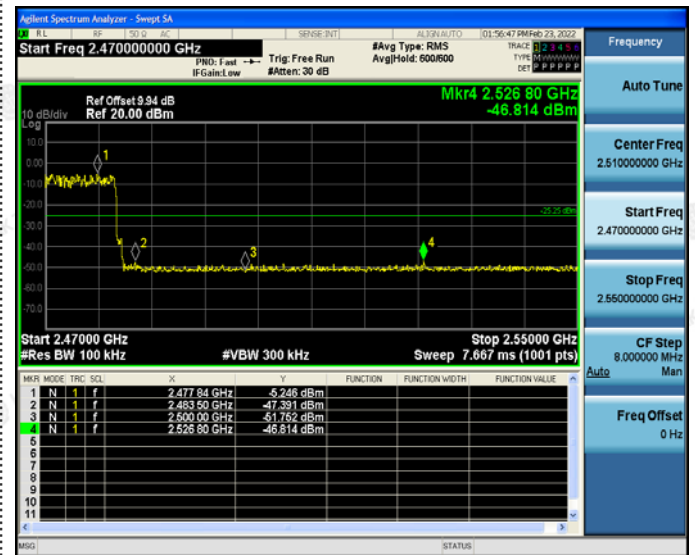 Agilent Spectrum Analyzer - Swept SA
RL RF 50 Ω AC SENSE:INT ALIGNAUTO 01:56:47 PM Feb 23, 2022
Start Freq 2.470000000 GHz
PNO: Fast
IFGain:Low
Trig: Free Run
#Atten: 30 dB
#Avg Type: RMS
Avg|Hold: 600/600
TRACE 1 2 3 4 5 6
TYPE MWWWWW
DET P P P P P P
Frequency
Auto Tune
Center Freq
2.510000000 GHz
Start Freq
2.470000000 GHz
Stop Freq
2.550000000 GHz
CF Step
8.000000 MHz
Auto Man
Freq Offset
0 Hz
Mkr4 2.526 80 GHz
-46.814 dBm
Ref Offset 9.94 dB
10 dB/div Ref 20.00 dBm
Log
10.0
0.00
-10.0
-20.0
-30.0
-40.0
-50.0
-60.0
-70.0
1
2
3
4
-25.25 dBm
Start 2.47000 GHz Stop 2.55000 GHz
#Res BW 100 kHz #VBW 300 kHz Sweep 7.667 ms (1001 pts)
MKR MODE TRC SCL X Y FUNCTION FUNCTION WIDTH FUNCTION VALUE
1 N 1 f 2.477 84 GHz -5.246 dBm
2 N 1 f 2.483 50 GHz -47.391 dBm
3 N 1 f 2.500 00 GHz -51.752 dBm
4 N 1 f 2.526 80 GHz -46.814 dBm
5
6
7
8
9
10
11
MSG STATUS